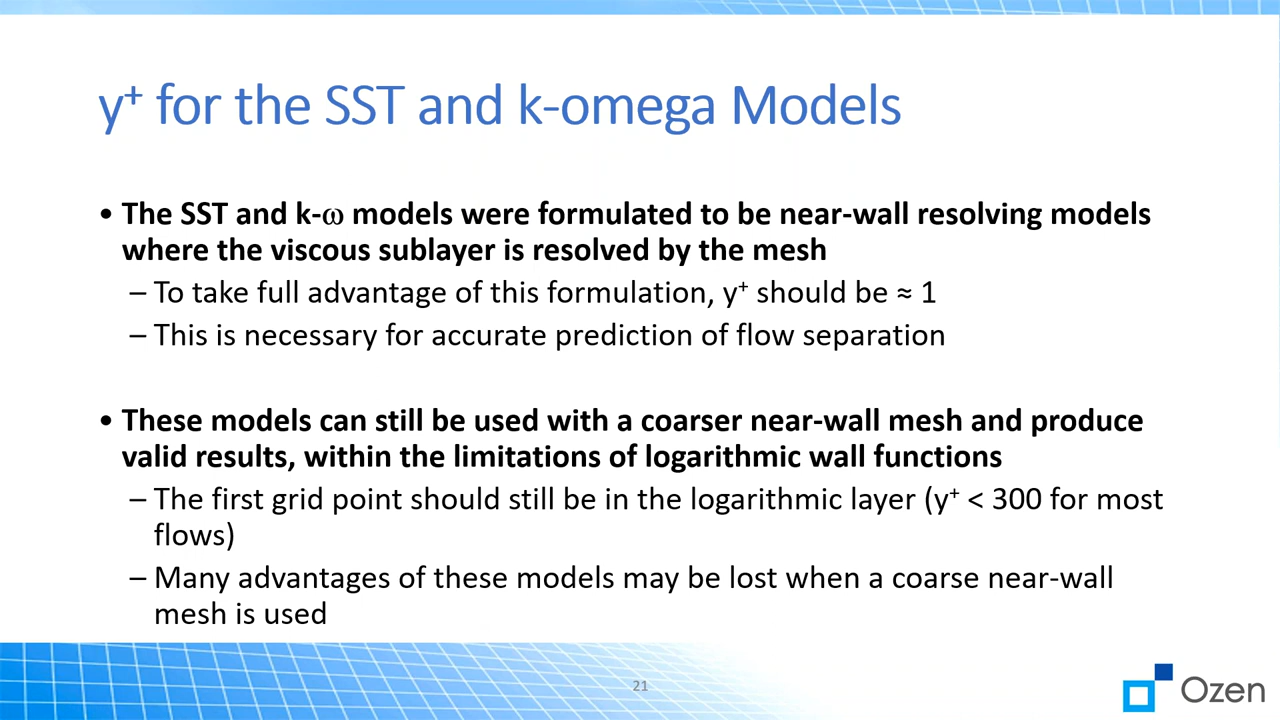 y⁺ for the SST and k-omega Models
• The SST and k-ω models were formulated to be near-wall resolving models
where the viscous sublayer is resolved by the mesh
– To take full advantage of this formulation, y⁺ should be ≈ 1
– This is necessary for accurate prediction of flow separation
• These models can still be used with a coarser near-wall mesh and produce
valid results, within the limitations of logarithmic wall functions
– The first grid point should still be in the logarithmic layer (y⁺ < 300 for most
flows)
– Many advantages of these models may be lost when a coarse near-wall
mesh is used
21
Ozen